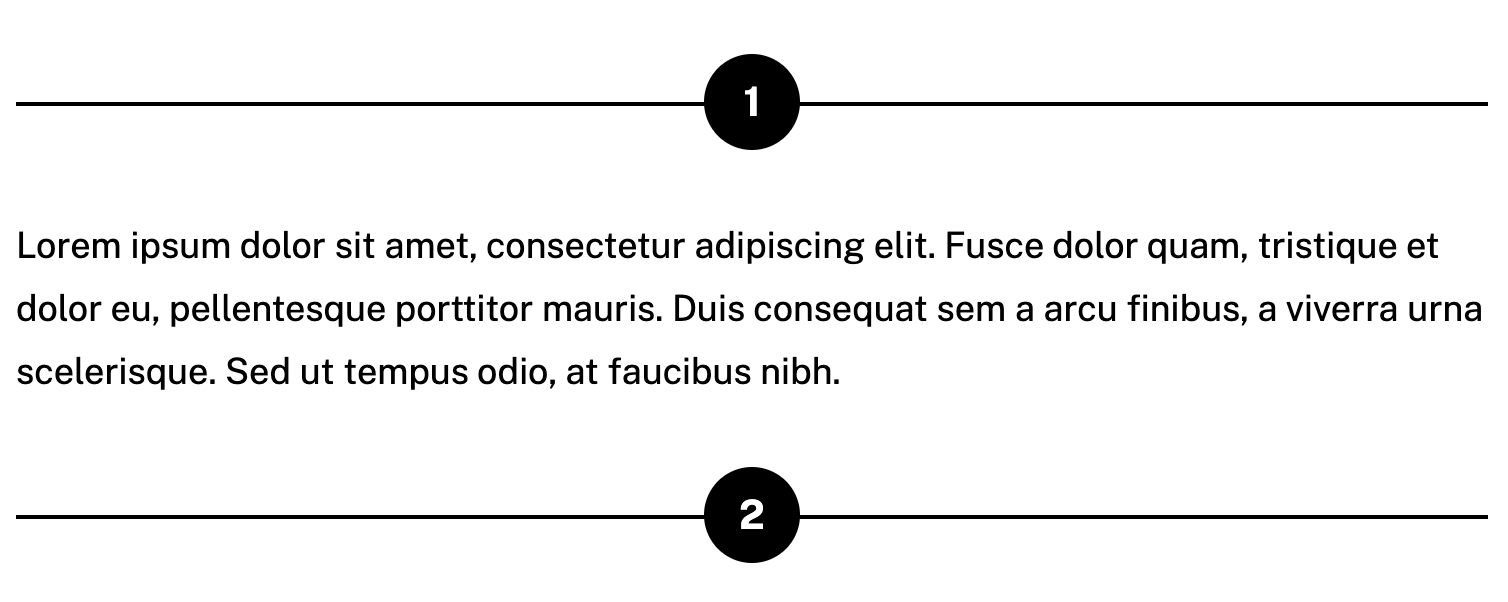 1
Lorem ipsum dolor sit amet, consectetur adipiscing elit. Fusce dolor quam, tristique et
dolor eu, pellentesque porttitor mauris. Duis consequat sem a arcu finibus, a viverra urna
scelerisque. Sed ut tempus odio, at faucibus nibh.
2